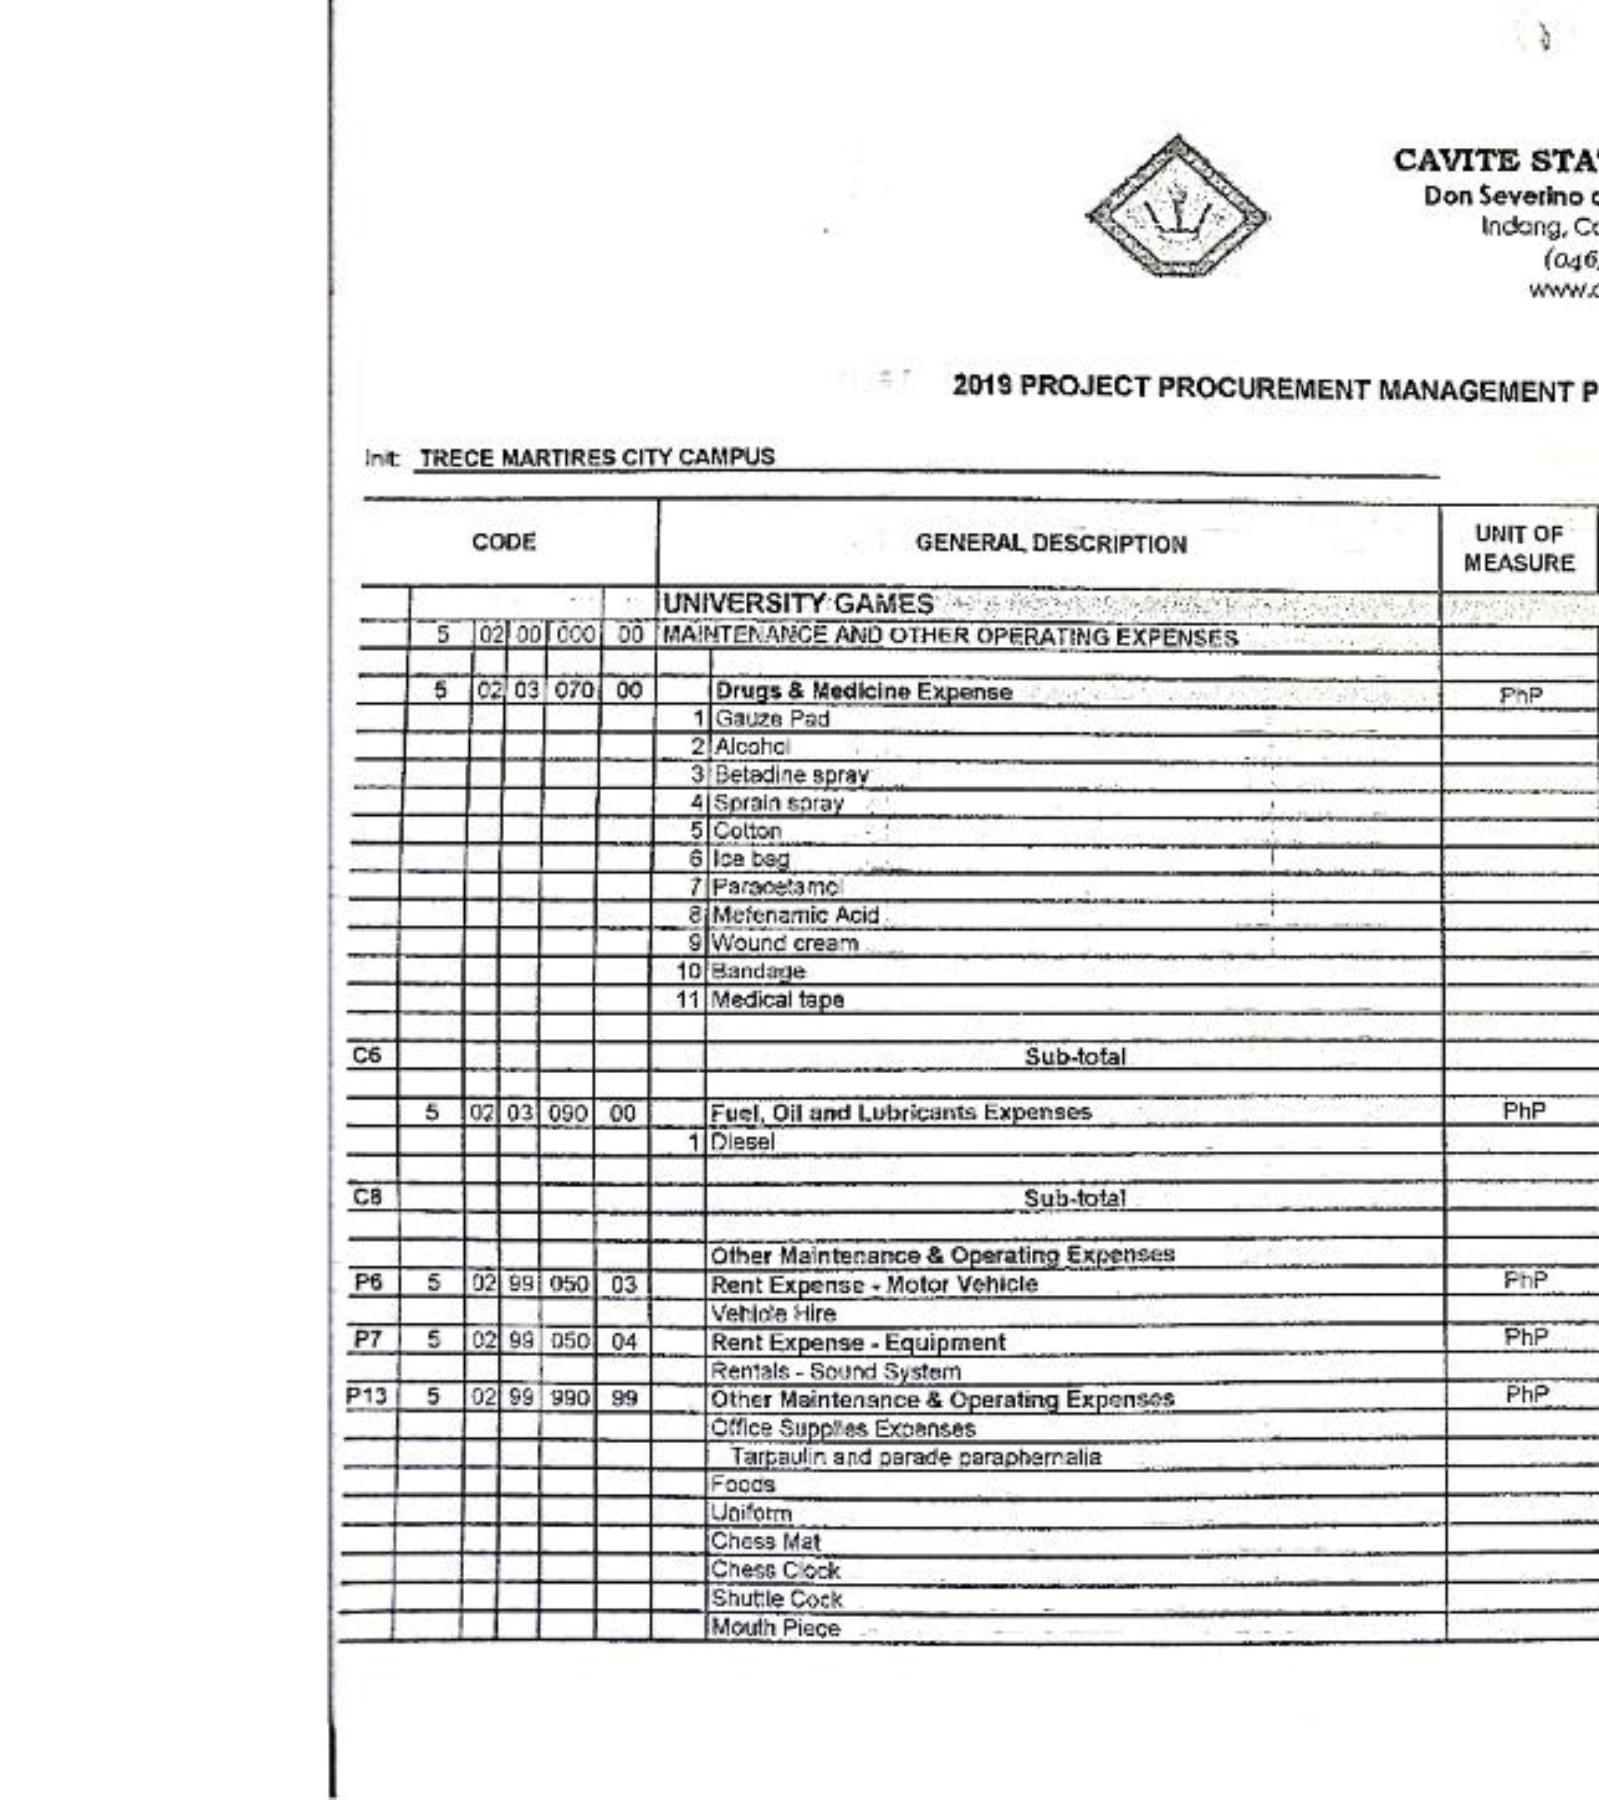 CAVITE STA
Don Severino d
Indang, Ca
(046
www.c
2019 PROJECT PROCUREMENT MANAGEMENT P
Init: TRECE MARTIRES CITY CAMPUS
CODE GENERAL DESCRIPTION UNIT OF MEASURE
UNIVERSITY GAMES
5 02 00 000 00 MAINTENANCE AND OTHER OPERATING EXPENSES
5 02 03 070 00 Drugs & Medicine Expense PhP
1 Gauze Pad
2 Alcohol
3 Betadine spray
4 Sprain spray
5 Cotton
6 Ice bag
7 Paracetamol
8 Mefenamic Acid
9 Wound cream
10 Bandage
11 Medical tape
C6 Sub-total
5 02 03 090 00 Fuel, Oil and Lubricants Expenses PhP
1 Diesel
C8 Sub-total
Other Maintenance & Operating Expenses
P6 5 02 99 050 03 Rent Expense - Motor Vehicle PhP
Vehicle Hire
P7 5 02 99 050 04 Rent Expense - Equipment PhP
Rentals - Sound System
P13 5 02 99 990 99 Other Maintenance & Operating Expenses PhP
Office Supplies Expenses
Tarpaulin and parade paraphernalia
Foods
Uniform
Chess Mat
Chess Clock
Shuttle Cock
Mouth Piece